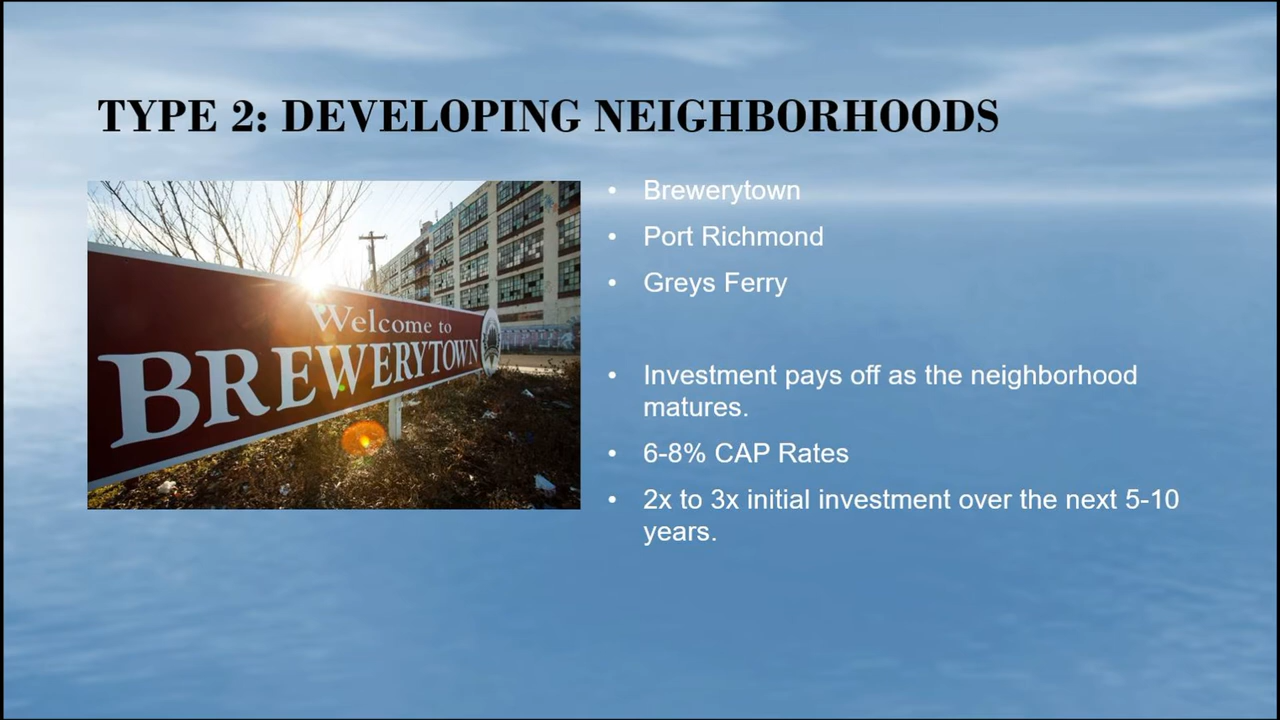 TYPE 2: DEVELOPING NEIGHBORHOODS
Welcome to
BREWERYTOWN
• Brewerytown
• Port Richmond
• Greys Ferry
• Investment pays off as the neighborhood
matures.
• 6-8% CAP Rates
• 2x to 3x initial investment over the next 5-10
years.